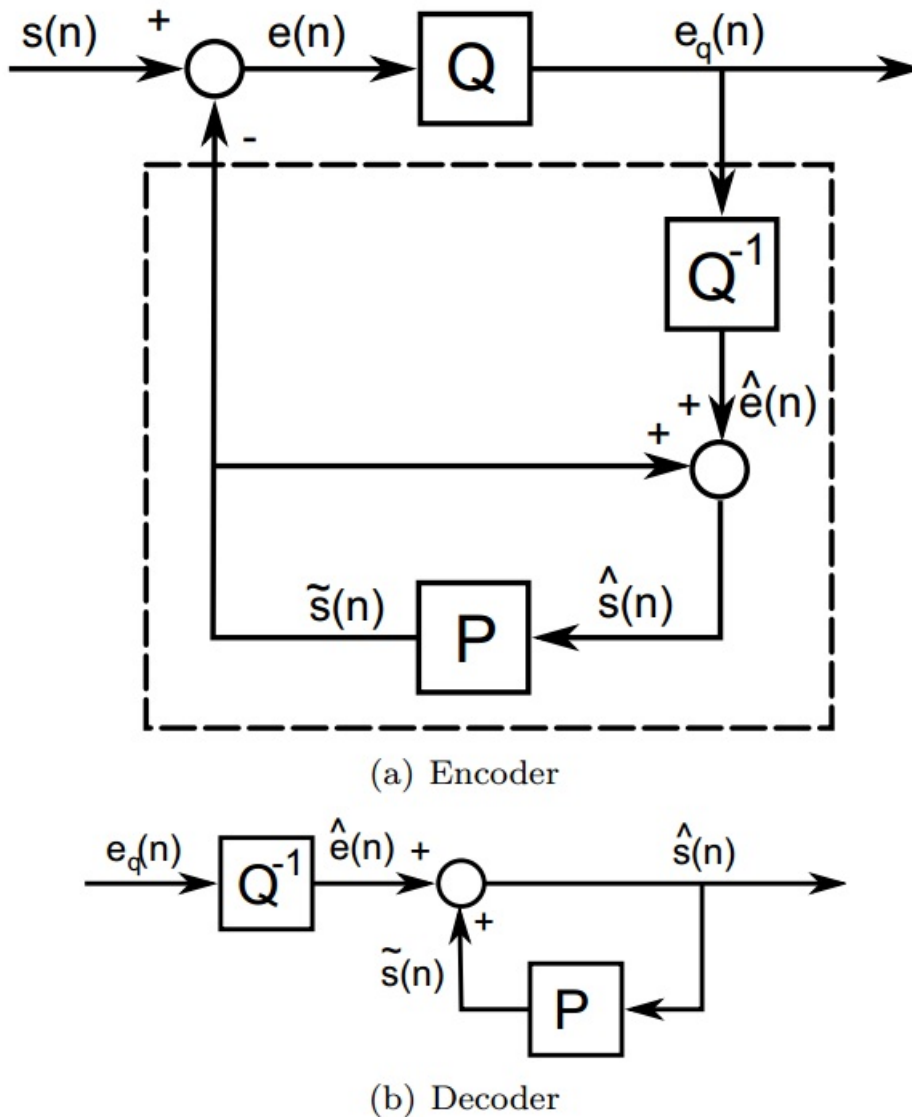 s(n) + e(n) Q e_q(n)
-
Q^-1
+ + ê(n)
s̃(n) P ŝ(n)
(a) Encoder
e_q(n) Q^-1 ê(n) + ŝ(n)
+
s̃(n) P
(b) Decoder